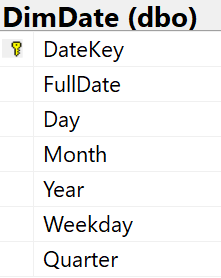 DimDate (dbo)
DateKey
FullDate
Day
Month
Year
Weekday
Quarter